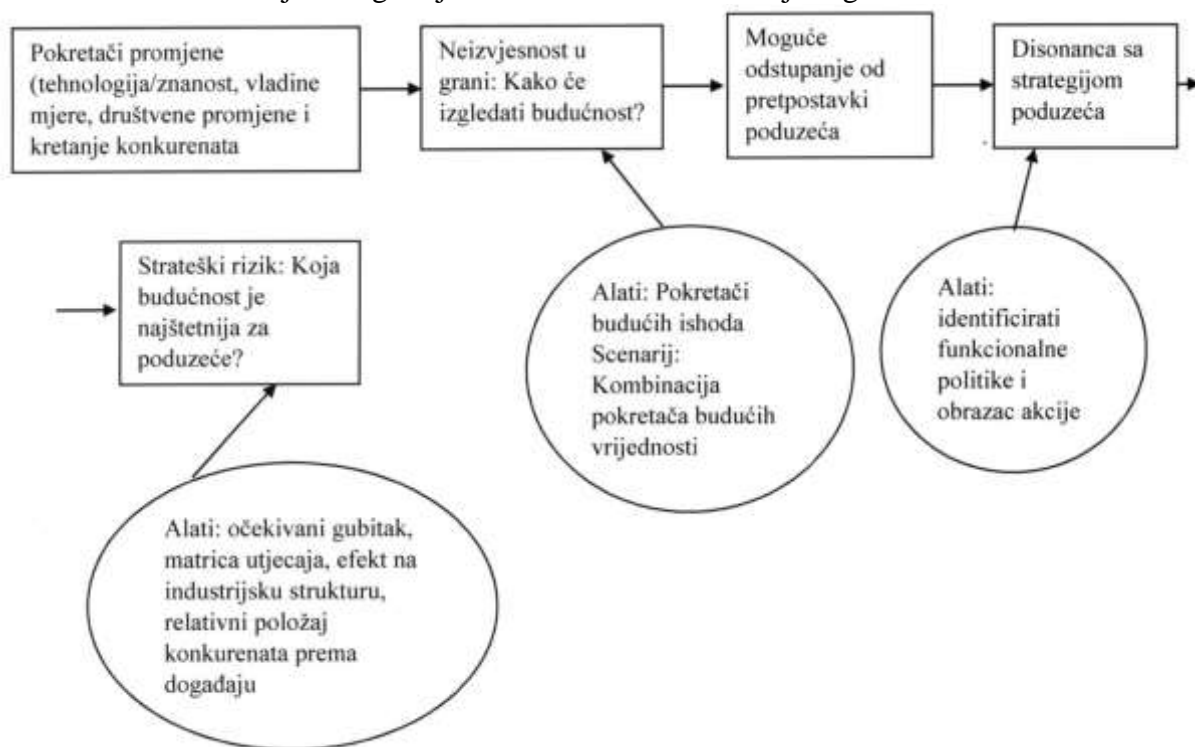 Pokretači promjene
(tehnologija/znanost, vladine
mjere, društvene promjene i
kretanje konkurenata
Neizvjesnost u
grani: Kako će
izgledati budućnost?
Moguće
odstupanje od
pretpostavki
poduzeća
Disonanca sa
strategijom
poduzeća
Strateški rizik: Koja
budućnost je
najštetnija za
poduzeće?
Alati: Pokretači
budućih ishoda
Scenarij:
Kombinacija
pokretača budućih
vrijednosti
Alati:
identificirati
funkcionalne
politike i
obrazac akcije
Alati: očekivani gubitak,
matrica utjecaja, efekt na
industrijsku strukturu,
relativni položaj
konkurenata prema
događaju